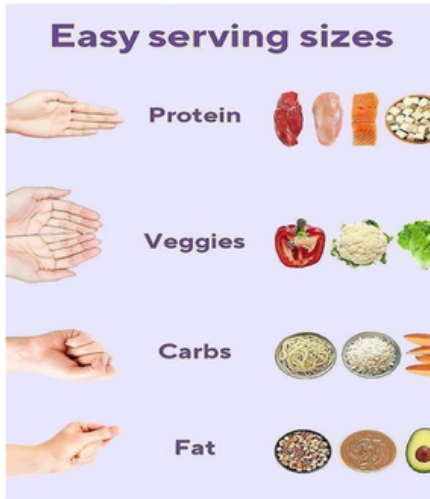 Easy serving sizes
Protein
Veggies
Carbs
Fat